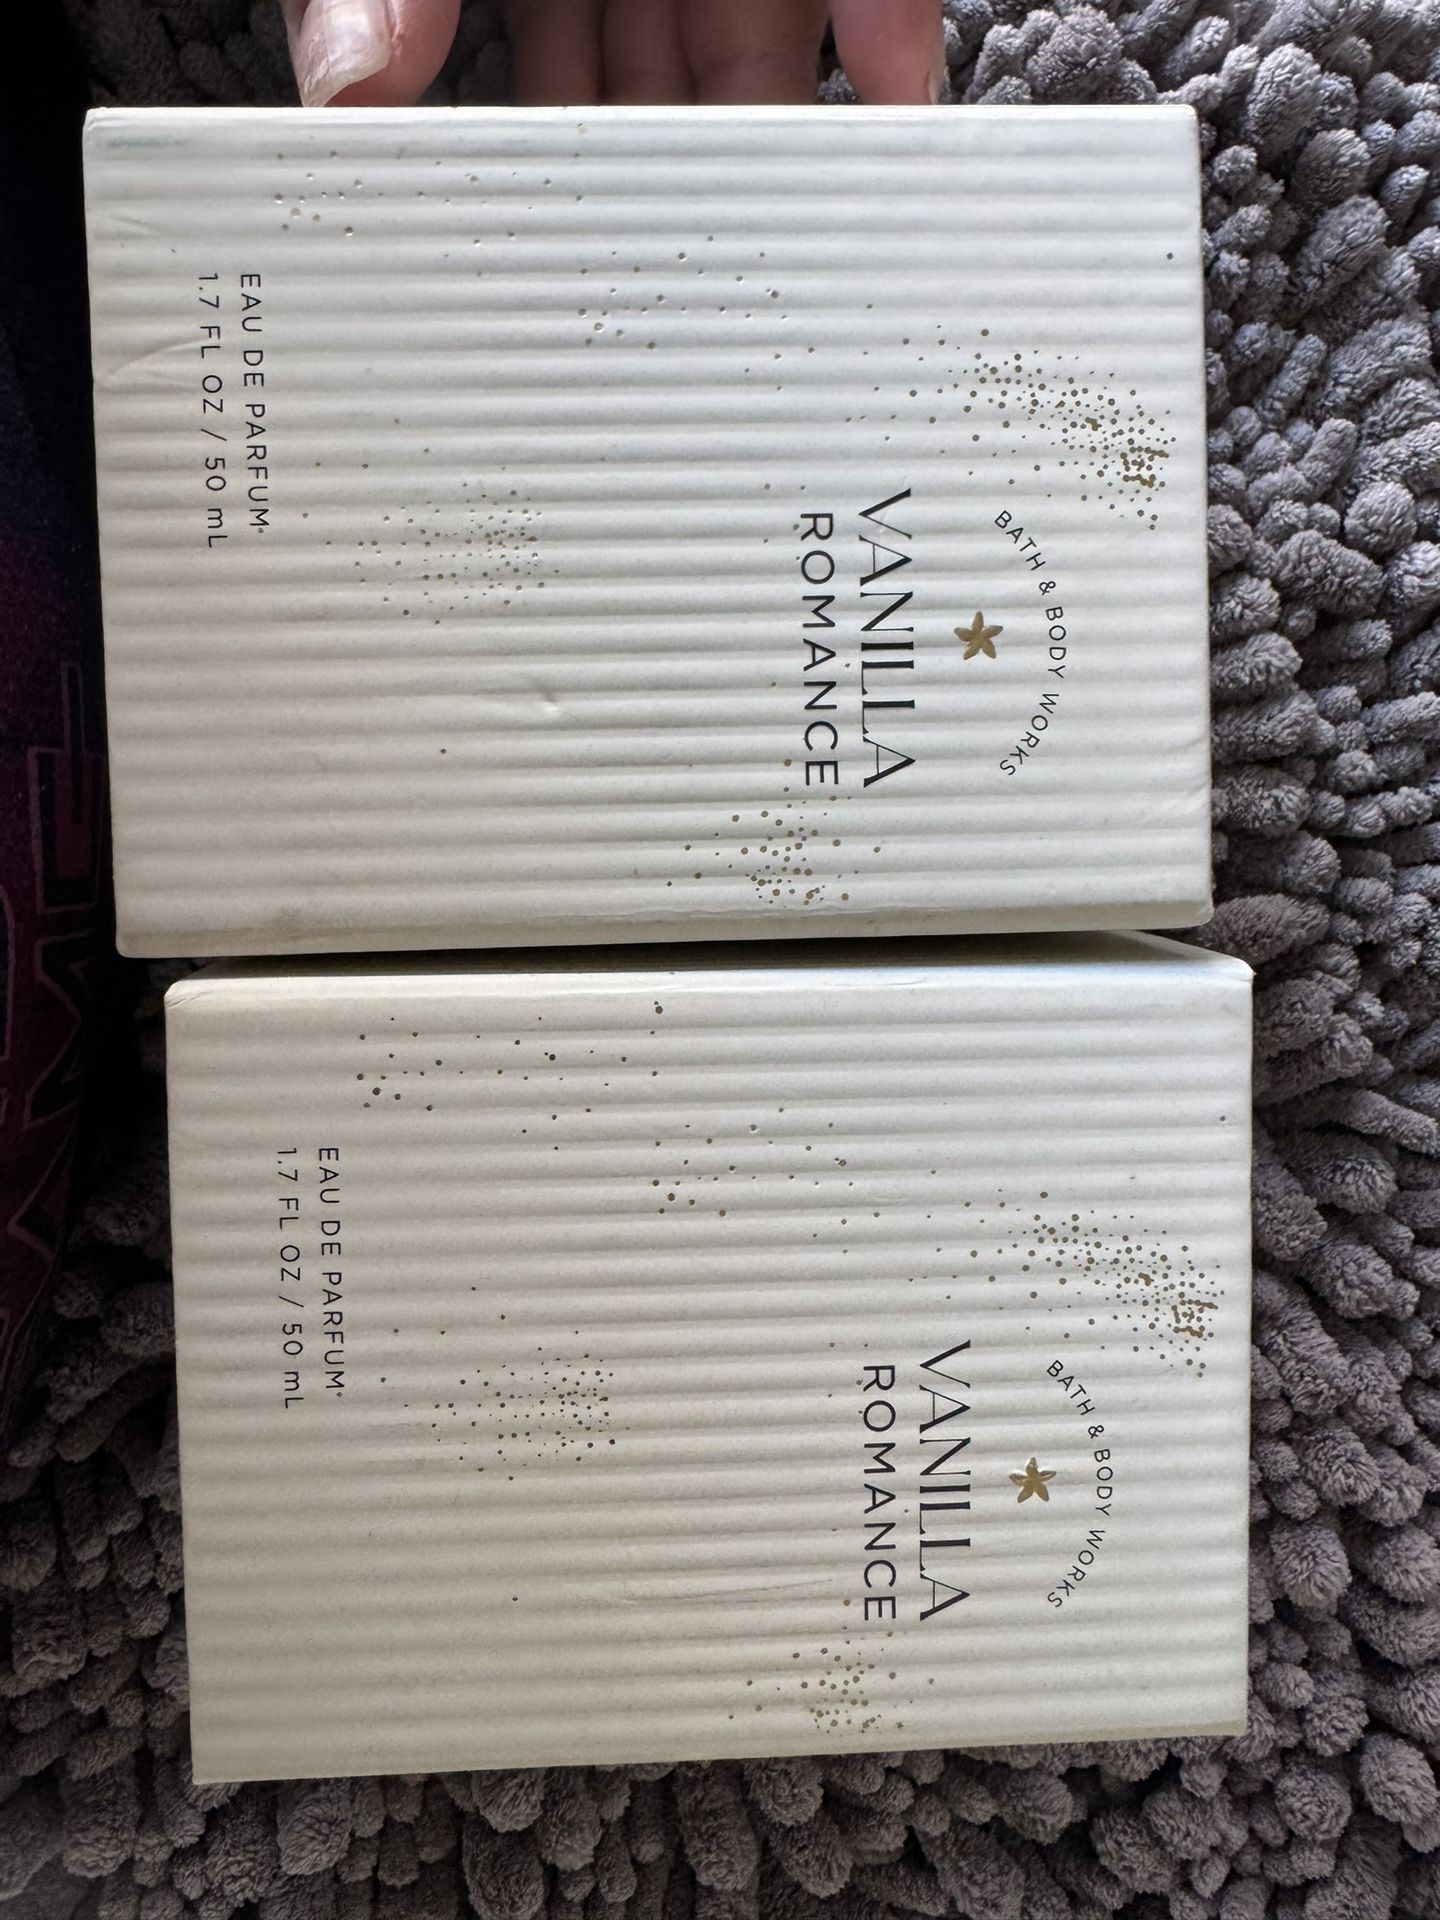 BATH & BODY WORKS
VANILLA
ROMANCE
EAU DE PARFUM
1.7 FL OZ / 50 mL
BATH & BODY WORKS
VANILLA
ROMANCE
EAU DE PARFUM
1.7 FL OZ / 50 mL